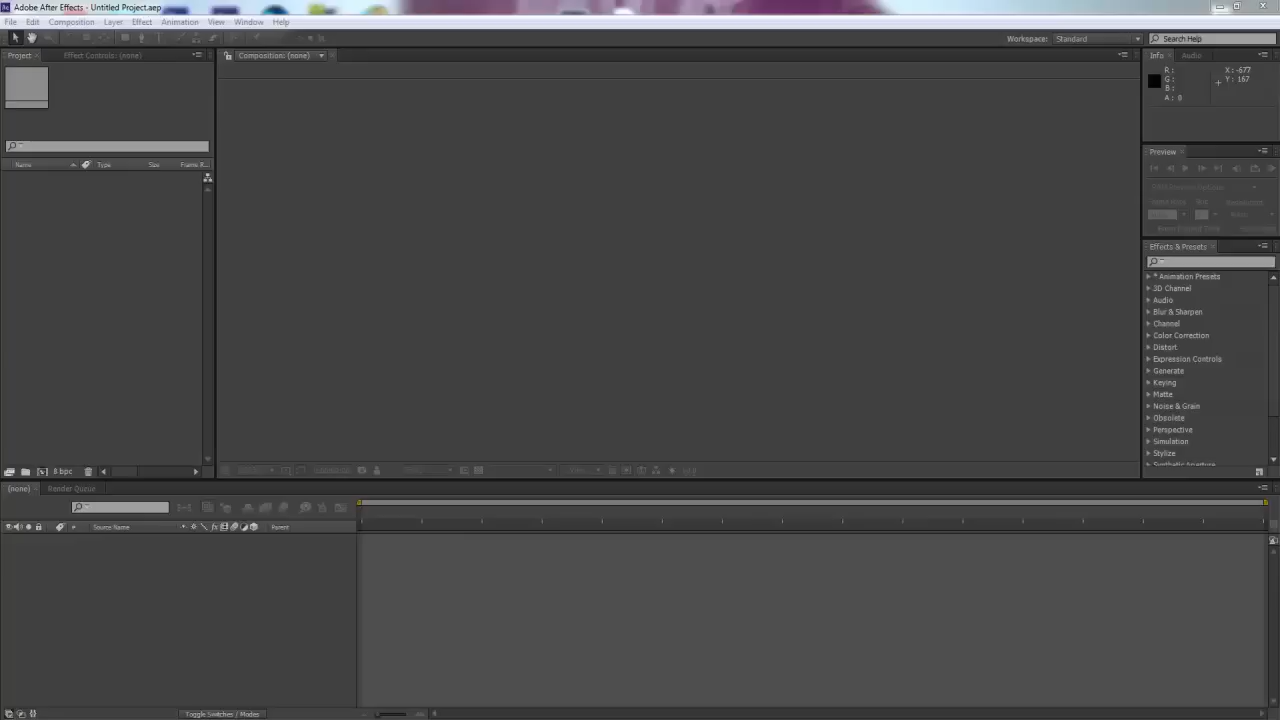 Adobe After Effects - Untitled Project.aep
File Edit Composition Layer Effect Animation View Window Help
Workspace: Standard Search Help
Project Effect Controls: (none) Composition: (none) Info Audio
R: X: -677
G: Y: 167
B:
A: 0
Preview
Name Type Size Frame R...
Effects & Presets
* Animation Presets
3D Channel
Audio
Blur & Sharpen
Channel
Color Correction
Distort
Expression Controls
Generate
Keying
Matte
Noise & Grain
Obsolete
Perspective
Simulation
Stylize
Synthetic Aperture
8 bpc
(none) Render Queue
Source Name Parent
Toggle Switches / Modes